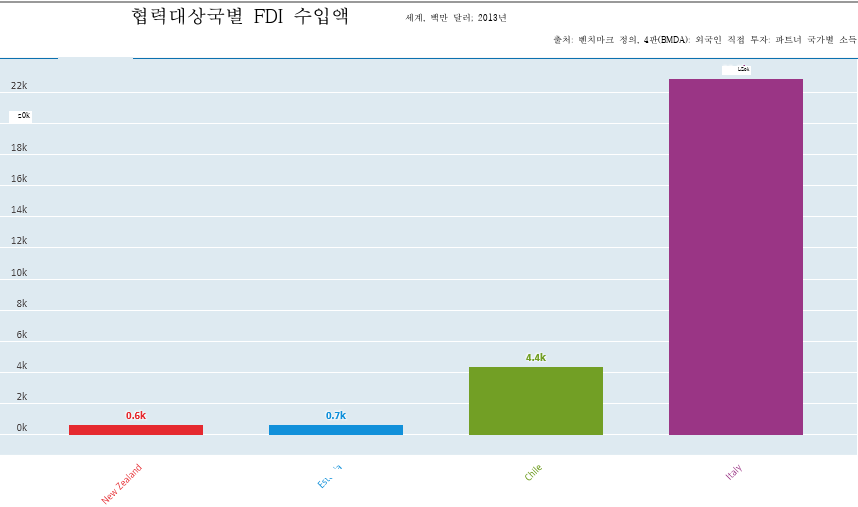 협력대상국별 FDI 수입액
세계, 백만 달러; 2013년
출처: 벤치마크 정의, 4판(BMDA): 외국인 직접 투자: 파트너 국가별 소득
22k
18k
16k
14k
12k
10k
8k
6k
4k
2k
0k
0.6k
0.7k
4.4k
New Zealand
Chile
Italy